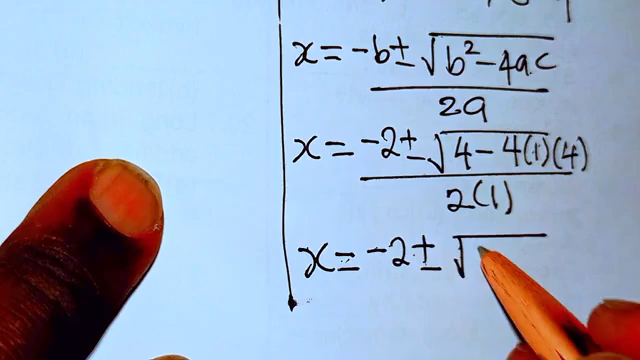 x = -b ± √b² - 4ac
2a
x = -2 ± √4 - 4(1)(4)
2(1)
x = -2 ± √